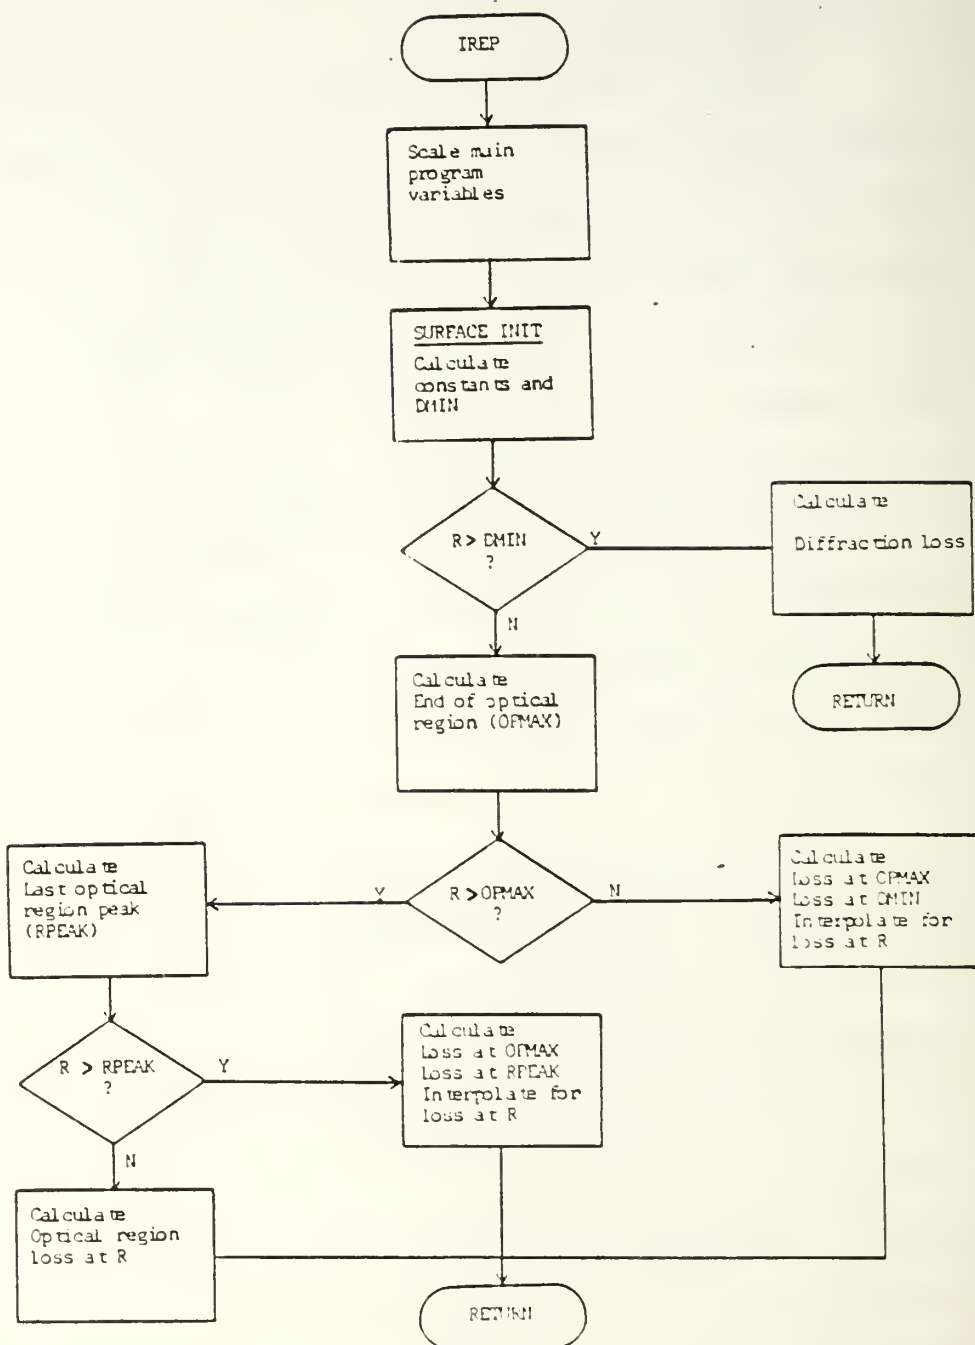 IREP
Scale main
program
variables
SURFACE INIT
Calculate
constants and
DMIN
R > DMIN
?
Y
N
Calculate
Diffraction loss
RETURN
Calculate
End of optical
region (OPMAX)
R > OPMAX
?
Y
N
Calculate
Last optical
region peak
(RPEAK)
Calculate
loss at OPMAX
Loss at DMIN
Interpolate for
loss at R
R > RPEAK
?
Y
N
Calculate
Loss at OPMAX
Loss at RPEAK
Interpolate for
loss at R
Calculate
Optical region
loss at R
RETURN